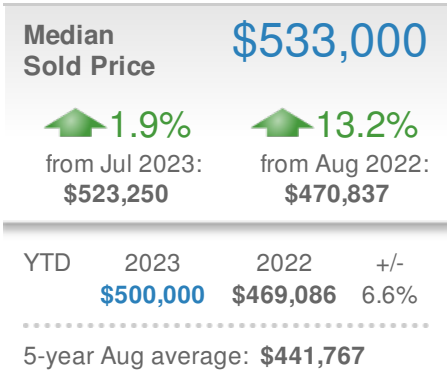 Median $533,000
Sold Price
1.9% 13.2%
from Jul 2023: from Aug 2022:
$523,250 $470,837
YTD 2023 2022 +/-
$500,000 $469,086 6.6%
5-year Aug average: $441,767